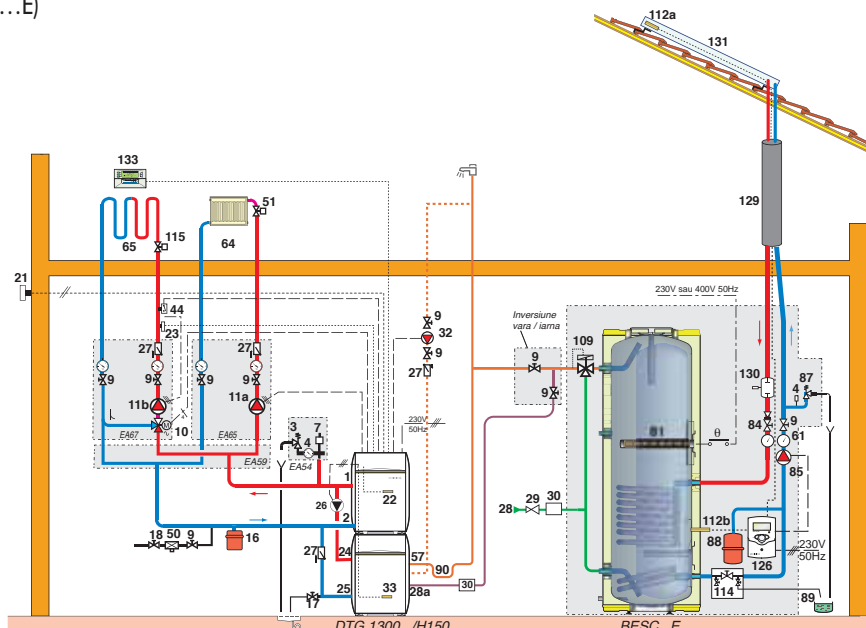 …E)
112a
131
133
51
129
65
115
64
21
44
23
230V sau 400V 50Hz
Inversiune
vara / iarna
9
32
9
27
109
9
9
130
4
87
27
9
9
27
9
11b
10
11a
EA67
EA65
EA59
3
7
4
EA54
230V
50Hz
81
θ
84
9
61
85
1
22
26
2
28
29
30
112b
88
126
230V
50Hz
18
50
9
16
27
24
57
90
25
33
28a
30
17
114
89
DTG 1300.../H150
BESC...E